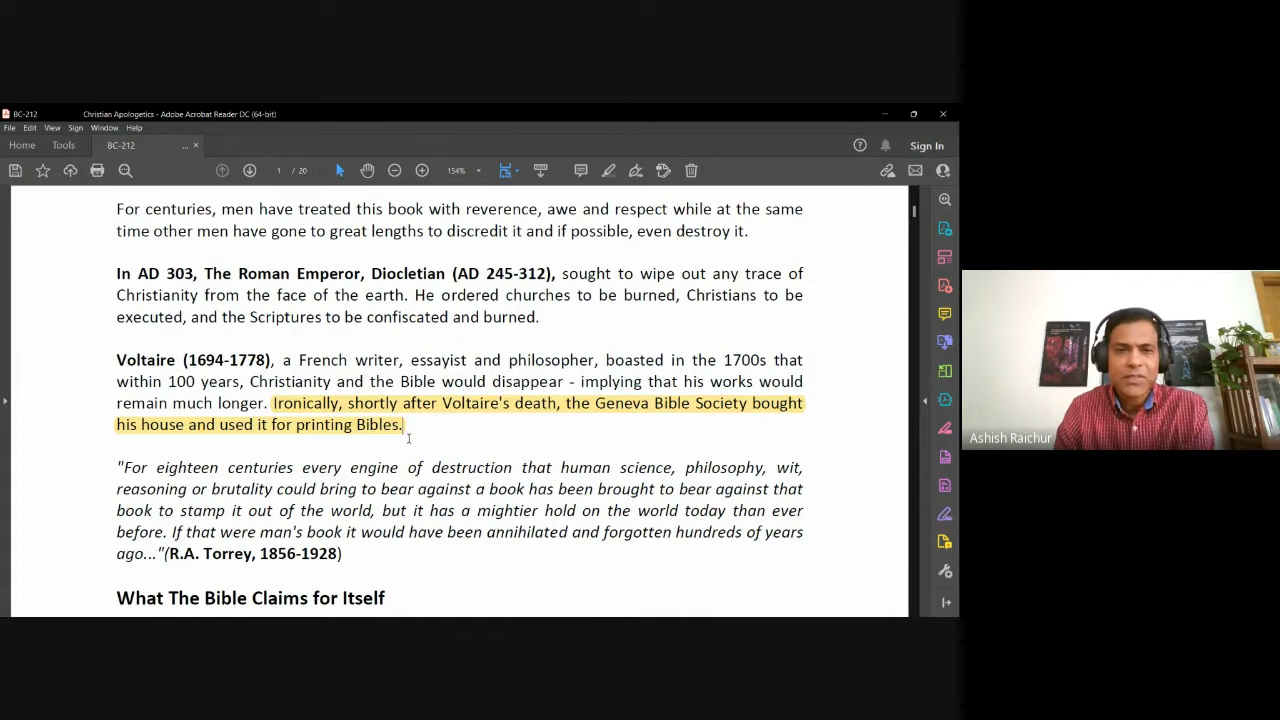 BC-212
Christian Apologetics - Adobe Acrobat Reader DC (64-bit)
File Edit View Sign Window Help
Home Tools BC-212 ... × Sign In
1 / 20 154%
For centuries, men have treated this book with reverence, awe and respect while at the same
time other men have gone to great lengths to discredit it and if possible, even destroy it.
In AD 303, The Roman Emperor, Diocletian (AD 245-312), sought to wipe out any trace of
Christianity from the face of the earth. He ordered churches to be burned, Christians to be
executed, and the Scriptures to be confiscated and burned.
Voltaire (1694-1778), a French writer, essayist and philosopher, boasted in the 1700s that
within 100 years, Christianity and the Bible would disappear - implying that his works would
remain much longer. Ironically, shortly after Voltaire's death, the Geneva Bible Society bought
his house and used it for printing Bibles.
"For eighteen centuries every engine of destruction that human science, philosophy, wit,
reasoning or brutality could bring to bear against a book has been brought to bear against that
book to stamp it out of the world, but it has a mightier hold on the world today than ever
before. If that were man's book it would have been annihilated and forgotten hundreds of years
ago..."(R.A. Torrey, 1856-1928)
What The Bible Claims for Itself
Ashish Raichur